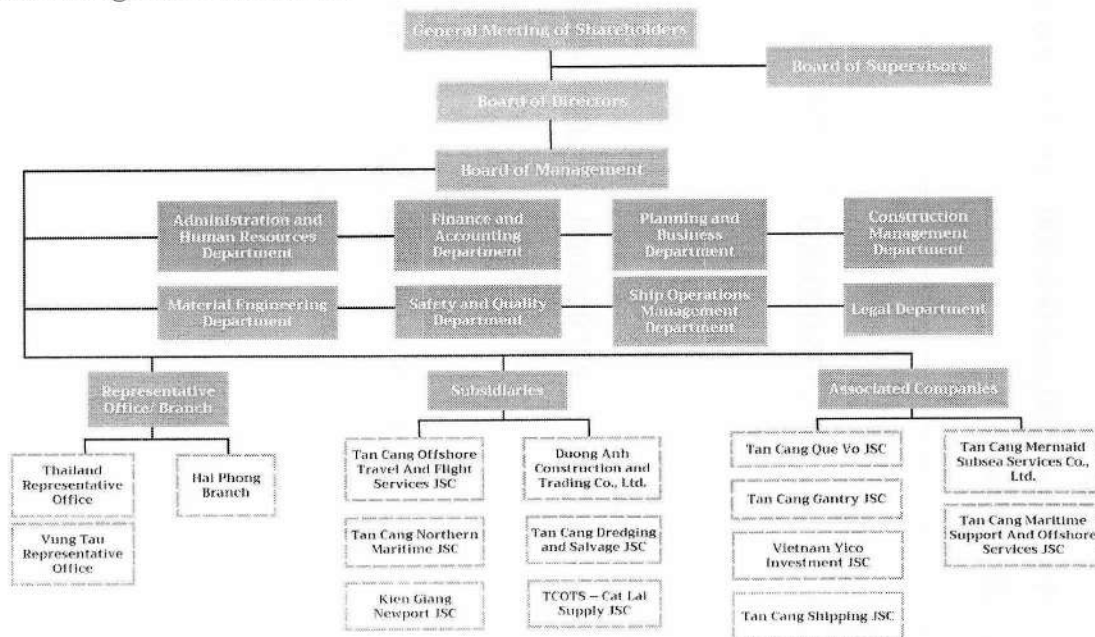 General Meeting of Shareholders
Board of Supervisors
Board of Directors
Board of Management
Administration and
Human Resources
Department
Finance and
Accounting
Department
Planning and
Business
Department
Construction
Management
Department
Material Engineering
Department
Safety and Quality
Department
Ship Operations
Management
Department
Legal Department
Representative
Office/ Branch
Subsidiaries
Associated Companies
Thailand
Representative
Office
Hai Phong
Branch
Vung Tau
Representative
Office
Tan Cang Offshore
Travel And Flight
Services JSC
Duong Anh
Construction and
Trading Co., Ltd.
Tan Cang Northern
Maritime JSC
Tan Cang Dredging
and Salvage JSC
Kien Giang
Newport JSC
TCOTS – Cat Lai
Supply JSC
Tan Cang Que Vo JSC
Tan Cang Mermaid
Subsea Services Co.,
Ltd.
Tan Cang Gantry JSC
Tan Cang Maritime
Support And Offshore
Services JSC
Vietnam Yico
Investment JSC
Tan Cang Shipping JSC